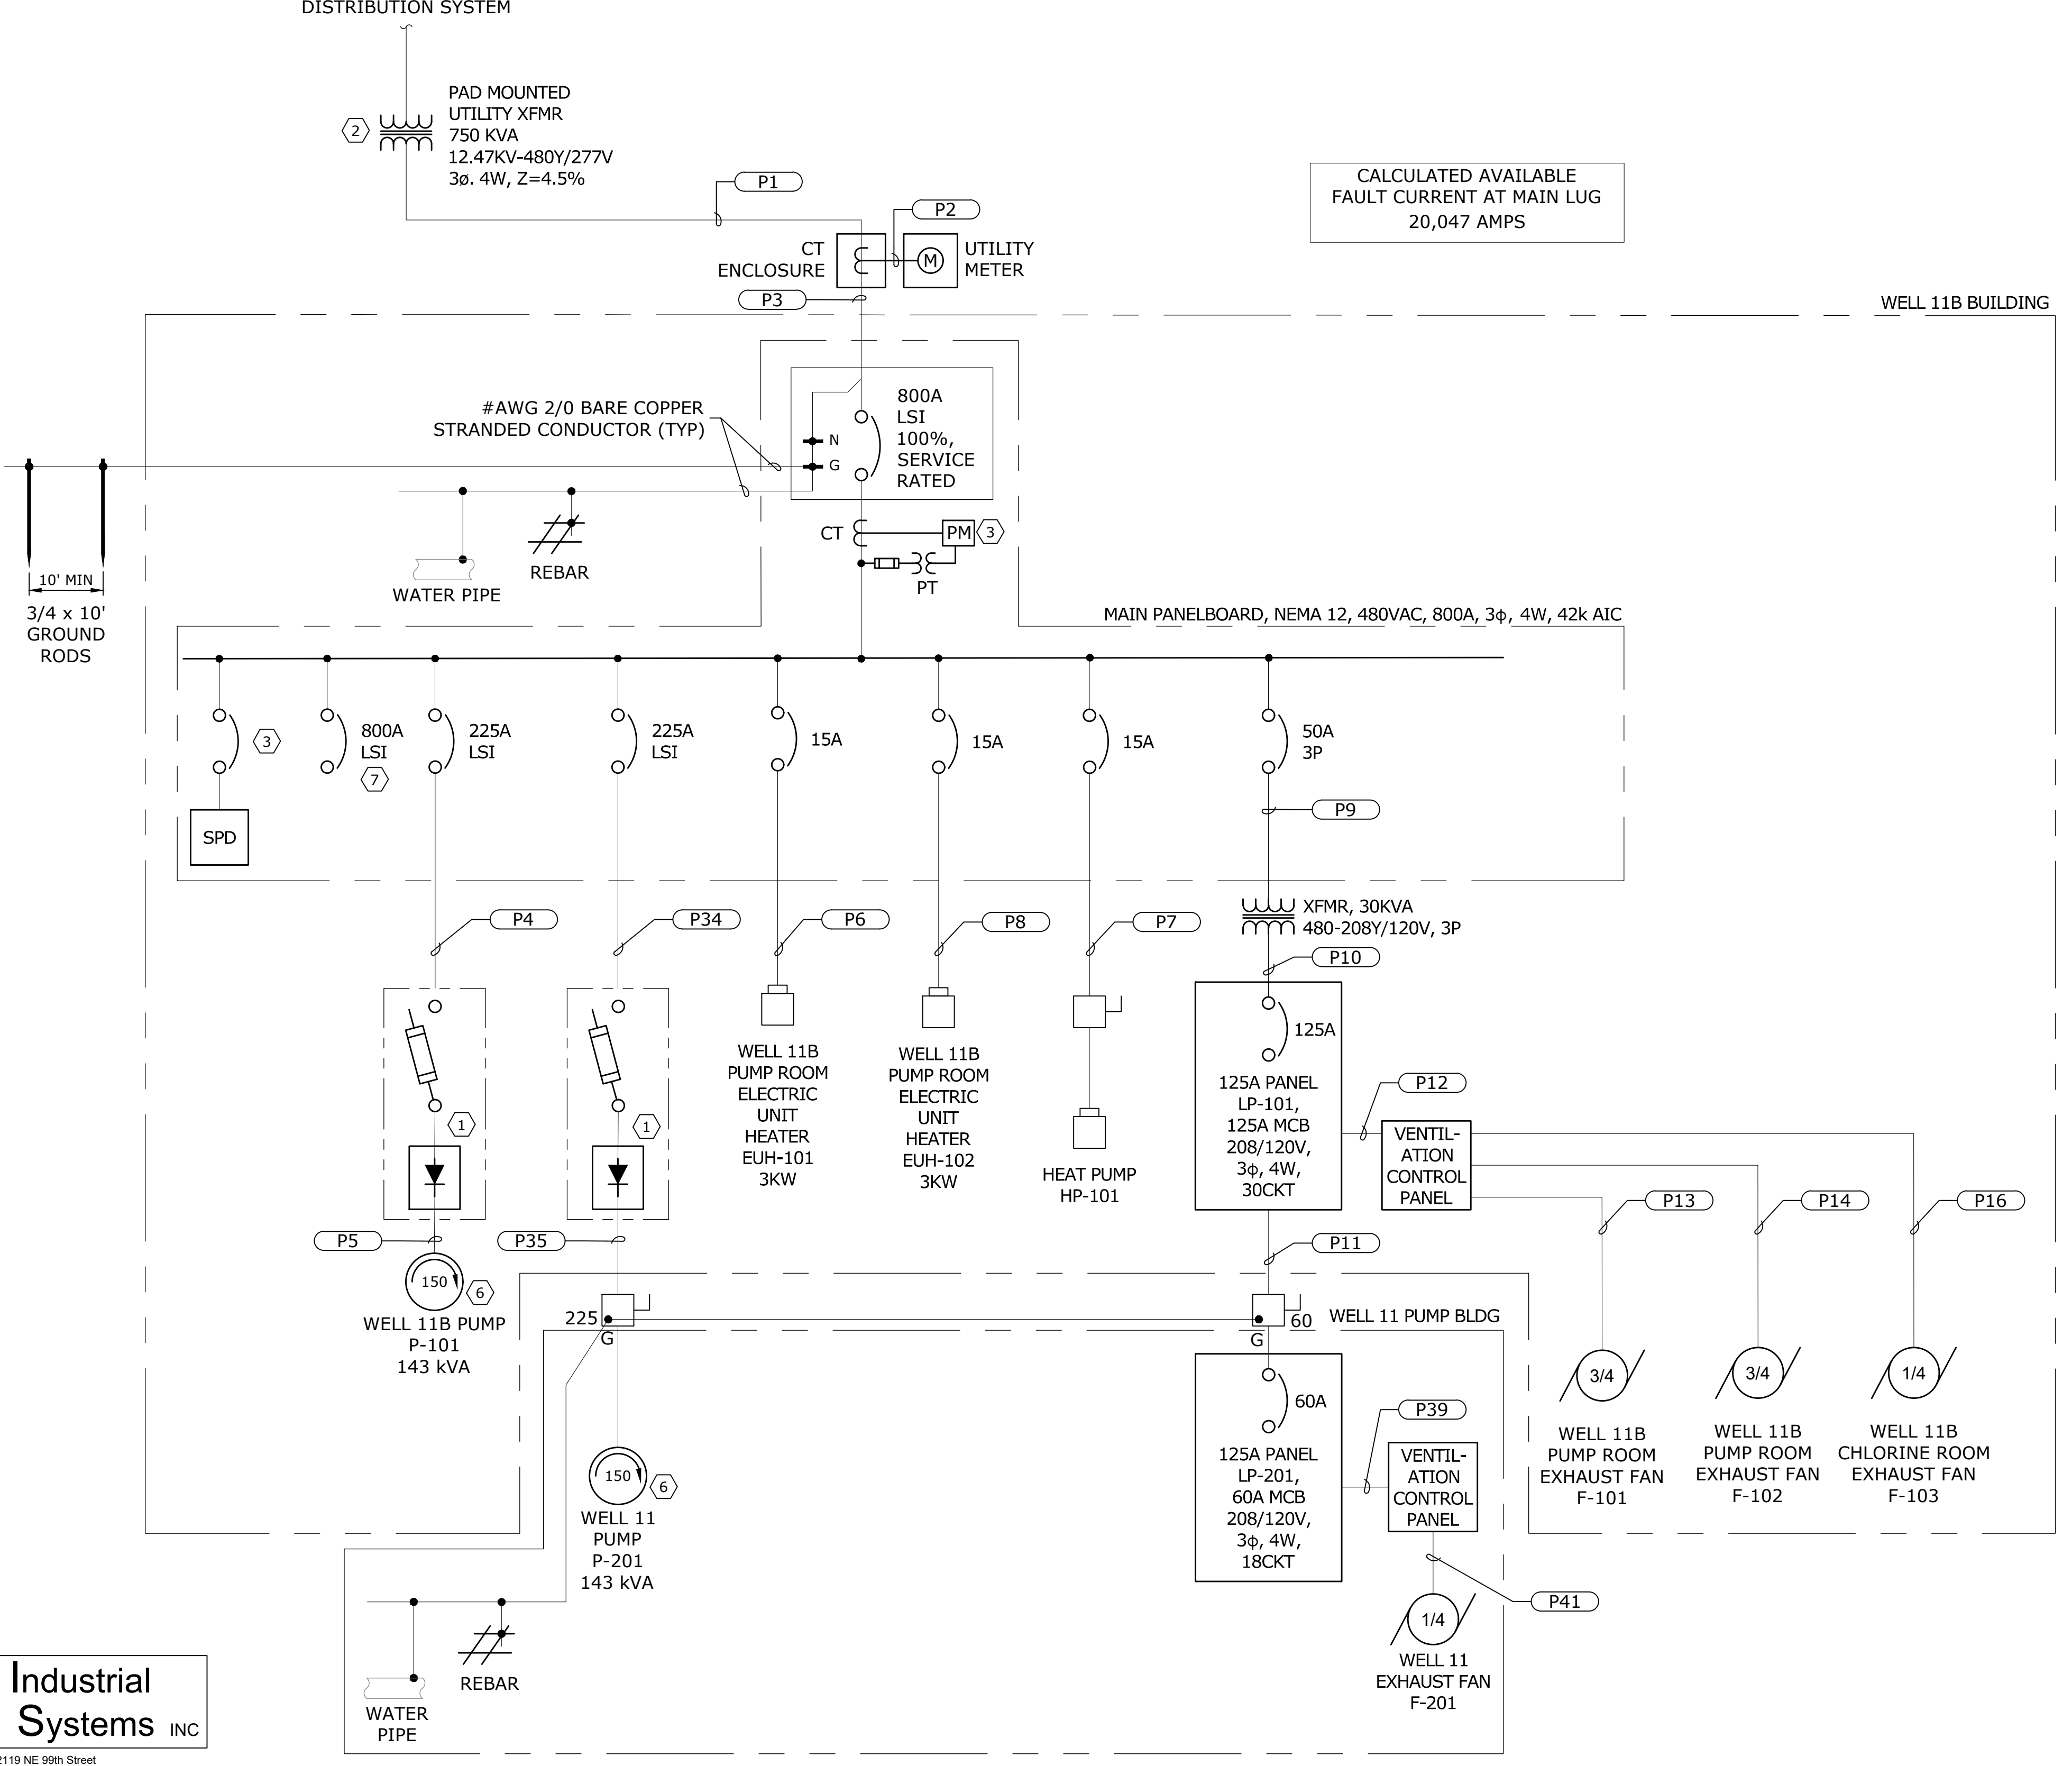 DISTRIBUTION SYSTEM
PAD MOUNTED
UTILITY XFMR
750 KVA
12.47KV-480Y/277V
3ø. 4W, Z=4.5%
2
P1
P2
CALCULATED AVAILABLE
FAULT CURRENT AT MAIN LUG
20,047 AMPS
CT
ENCLOSURE
M
UTILITY
METER
P3
WELL 11B BUILDING
#AWG 2/0 BARE COPPER
STRANDED CONDUCTOR (TYP)
N
G
800A
LSI
100%,
SERVICE
RATED
CT
PM
3
PT
10' MIN
3/4 x 10'
GROUND
RODS
WATER PIPE
REBAR
MAIN PANELBOARD, NEMA 12, 480VAC, 800A, 3ϕ, 4W, 42k AIC
3
SPD
800A
LSI
7
225A
LSI
225A
LSI
15A
15A
15A
50A
3P
P9
P4
P34
P6
P8
P7
XFMR, 30KVA
480-208Y/120V, 3P
P10
1
1
WELL 11B
PUMP ROOM
ELECTRIC
UNIT
HEATER
EUH-101
3KW
WELL 11B
PUMP ROOM
ELECTRIC
UNIT
HEATER
EUH-102
3KW
HEAT PUMP
HP-101
125A
125A PANEL
LP-101,
125A MCB
208/120V,
3ϕ, 4W,
30CKT
P12
VENTIL-
ATION
CONTROL
PANEL
P13
P14
P16
P5
P35
P11
150
6
WELL 11B PUMP
P-101
143 kVA
225
G
60
G
WELL 11 PUMP BLDG
150
6
WELL 11
PUMP
P-201
143 kVA
60A
125A PANEL
LP-201,
60A MCB
208/120V,
3ϕ, 4W,
18CKT
P39
VENTIL-
ATION
CONTROL
PANEL
P41
1/4
WELL 11
EXHAUST FAN
F-201
3/4
WELL 11B
PUMP ROOM
EXHAUST FAN
F-101
3/4
WELL 11B
PUMP ROOM
EXHAUST FAN
F-102
1/4
WELL 11B
CHLORINE ROOM
EXHAUST FAN
F-103
WATER
PIPE
REBAR
Industrial
Systems INC
2119 NE 99th Street